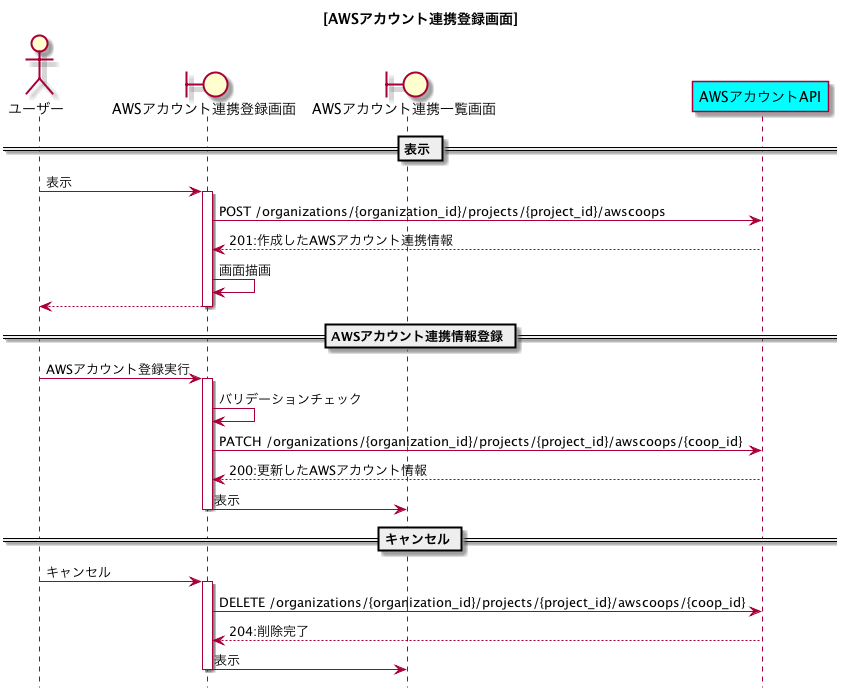 [AWSアカウント連携登録画面]
ユーザー
AWSアカウント連携登録画面
AWSアカウント連携一覧画面
AWSアカウントAPI
表示
表示
POST /organizations/{organization_id}/projects/{project_id}/awscoops
201:作成したAWSアカウント連携情報
画面描画
AWSアカウント連携情報登録
AWSアカウント登録実行
バリデーションチェック
PATCH /organizations/{organization_id}/projects/{project_id}/awscoops/{coop_id}
200:更新したAWSアカウント情報
表示
キャンセル
キャンセル
DELETE /organizations/{organization_id}/projects/{project_id}/awscoops/{coop_id}
204:削除完了
表示